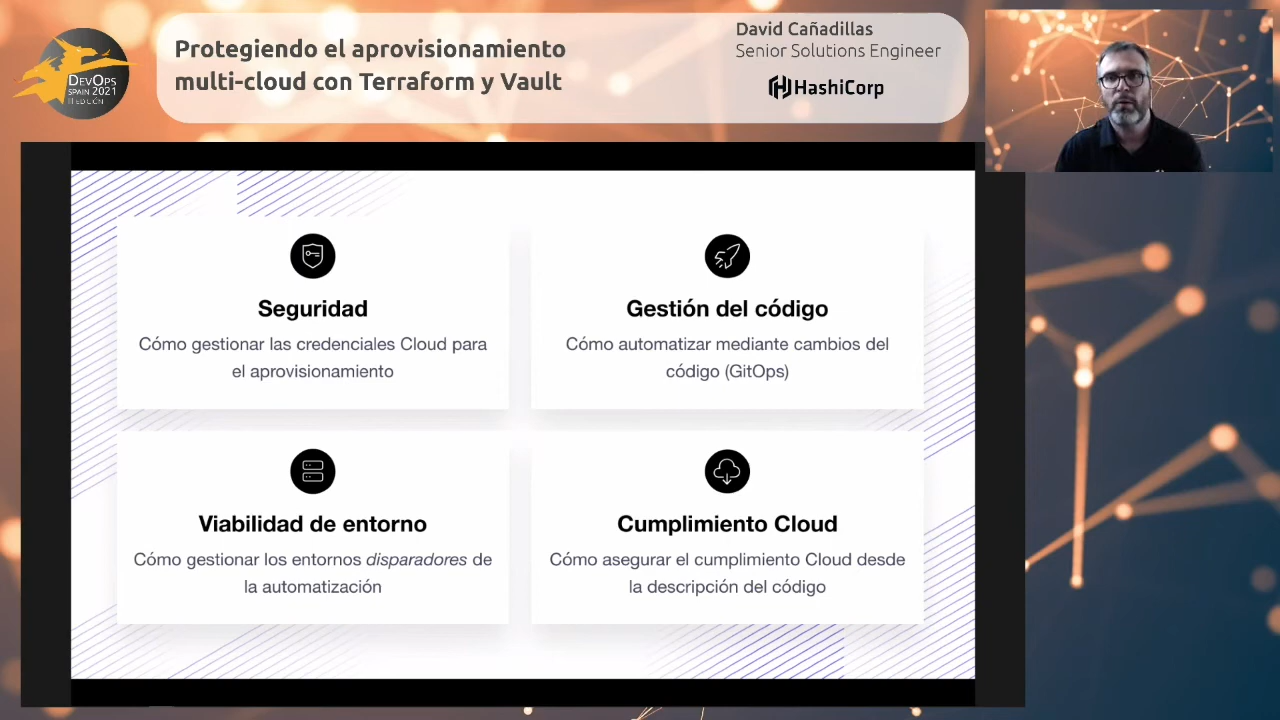 DEVOPS
SPAIN 2021
III EDICIÓN
Protegiendo el aprovisionamiento
multi-cloud con Terraform y Vault
David Cañadillas
Senior Solutions Engineer
HashiCorp
Seguridad
Cómo gestionar las credenciales Cloud para
el aprovisionamiento
Gestión del código
Cómo automatizar mediante cambios del
código (GitOps)
Viabilidad de entorno
Cómo gestionar los entornos disparadores de
la automatización
Cumplimiento Cloud
Cómo asegurar el cumplimiento Cloud desde
la descripción del código